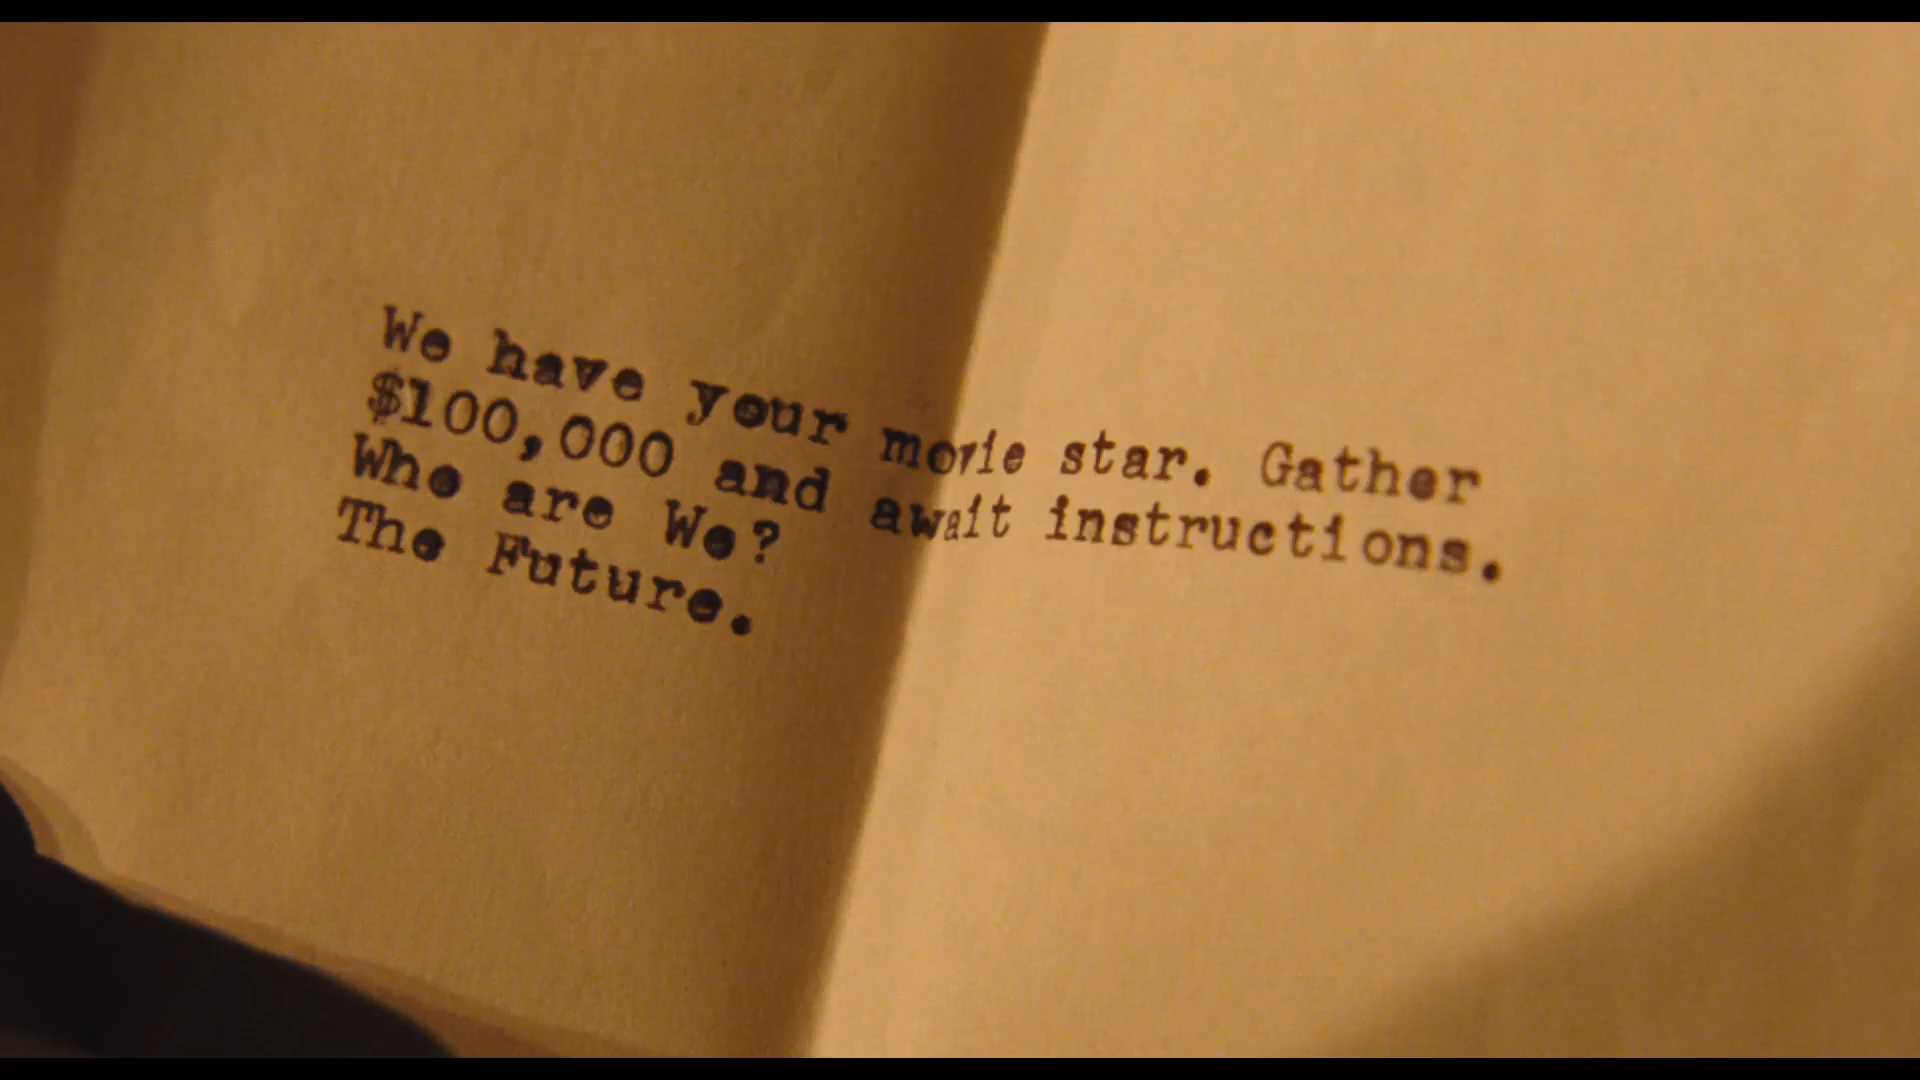 We have your movie star. Gather
$100,000 and await instructions.
Who are We?
The Future.